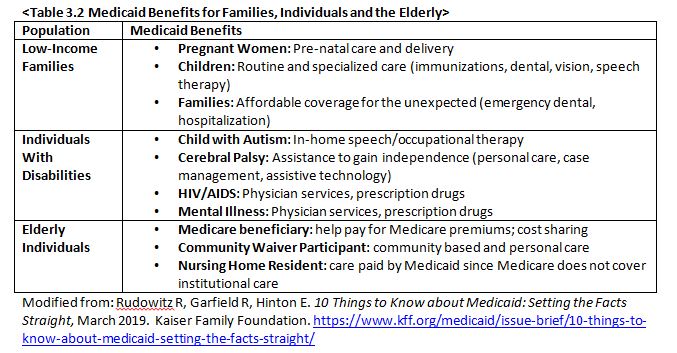 <Table 3.2 Medicaid Benefits for Families, Individuals and the Elderly>
Population Medicaid Benefits
Low-Income Families
• Pregnant Women: Pre-natal care and delivery
• Children: Routine and specialized care (immunizations, dental, vision, speech
therapy)
• Families: Affordable coverage for the unexpected (emergency dental,
hospitalization)
Individuals With Disabilities
• Child with Autism: In-home speech/occupational therapy
• Cerebral Palsy: Assistance to gain independence (personal care, case
management, assistive technology)
• HIV/AIDS: Physician services, prescription drugs
• Mental Illness: Physician services, prescription drugs
Elderly Individuals
• Medicare beneficiary: help pay for Medicare premiums; cost sharing
• Community Waiver Participant: community based and personal care
• Nursing Home Resident: care paid by Medicaid since Medicare does not cover
institutional care
Modified from: Rudowitz R, Garfield R, Hinton E. 10 Things to Know about Medicaid: Setting the Facts
Straight, March 2019. Kaiser Family Foundation. https://www.kff.org/medicaid/issue-brief/10-things-to-
know-about-medicaid-setting-the-facts-straight/